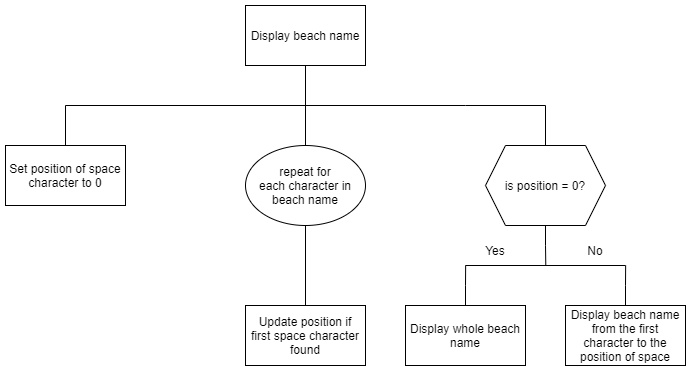 Display beach name
Set position of space
character to 0
repeat for
each character in
beach name
is position = 0?
Yes
No
Update position if
first space character
found
Display whole beach
name
Display beach name
from the first
character to the
position of space